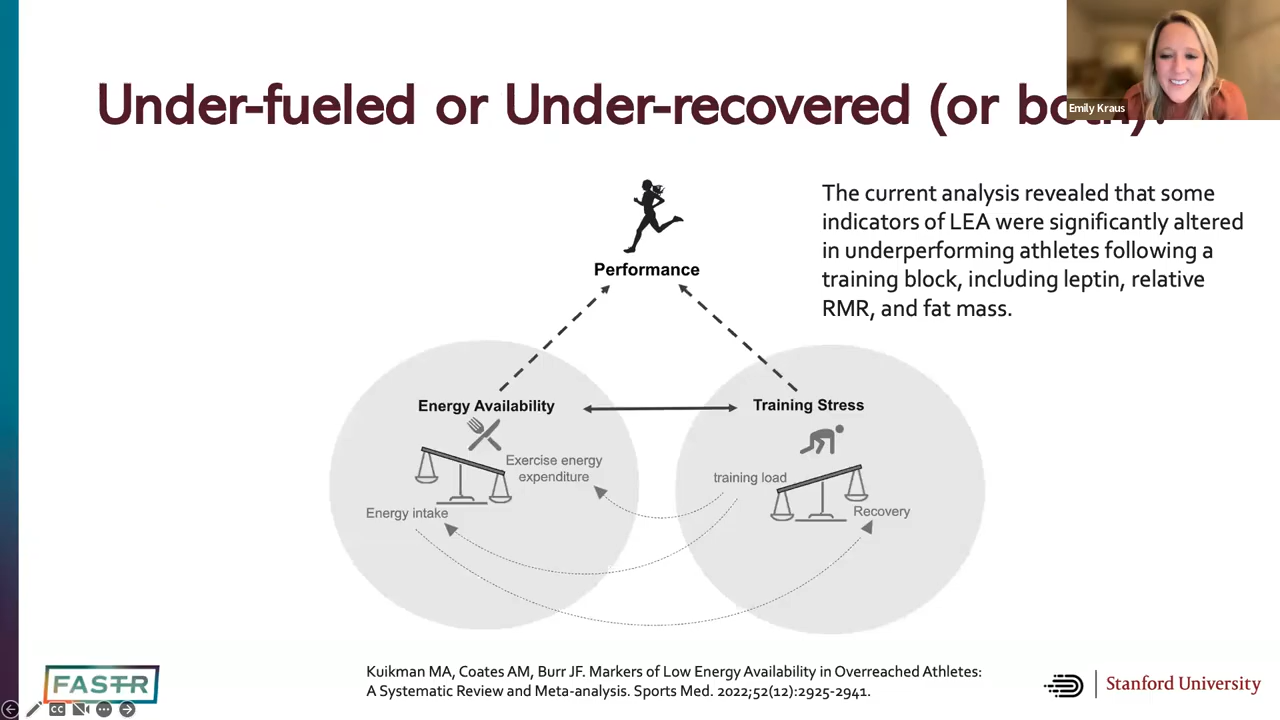 Under-fueled or Under-recovered (or both)?
Emily Kraus
The current analysis revealed that some
indicators of LEA were significantly altered
in underperforming athletes following a
training block, including leptin, relative
RMR, and fat mass.
Performance
Energy Availability
Training Stress
Exercise energy
expenditure
training load
Energy intake
Recovery
Kuikman MA, Coates AM, Burr JF. Markers of Low Energy Availability in Overreached Athletes:
A Systematic Review and Meta-analysis. Sports Med. 2022;52(12):2925-2941.
FASTR
Stanford University
CC